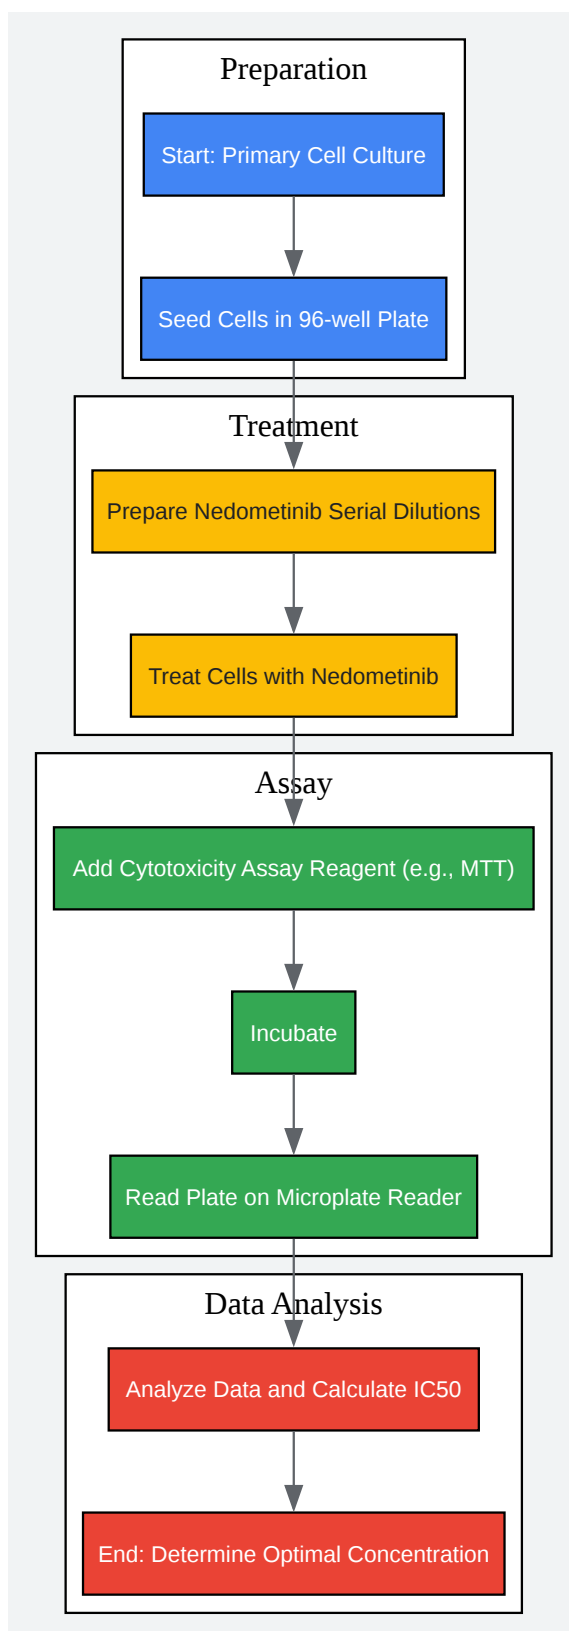 Preparation
Start: Primary Cell Culture
Seed Cells in 96-well Plate
Treatment
Prepare Nedometinib Serial Dilutions
Treat Cells with Nedometinib
Assay
Add Cytotoxicity Assay Reagent (e.g., MTT)
Incubate
Read Plate on Microplate Reader
Data Analysis
Analyze Data and Calculate IC50
End: Determine Optimal Concentration